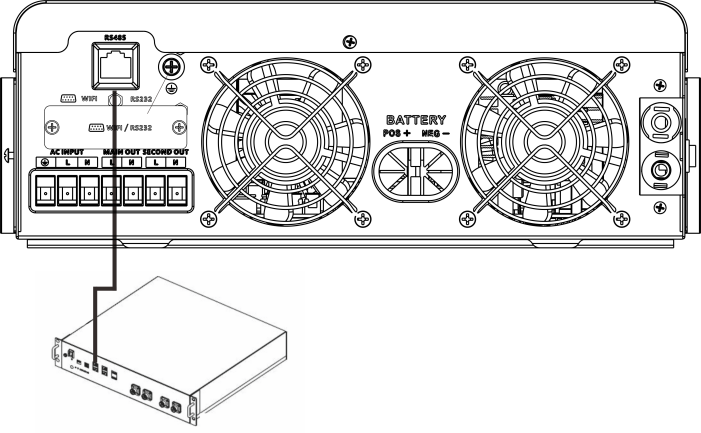 RS485
WIFI RS232
WIFI / RS232
BATTERY
POS + NEG −
AC INPUT MAIN OUT SECOND OUT
L N L N L N